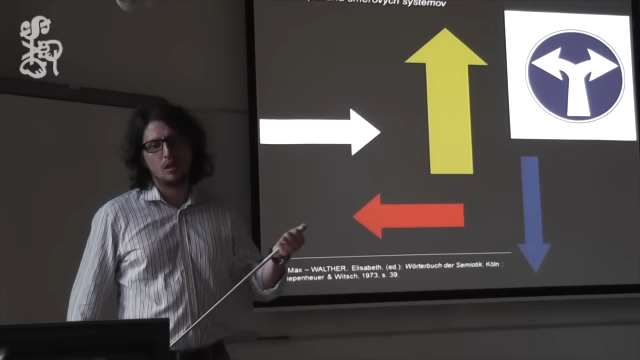 smerových systémov
Max – WALTHER, Elisabeth, (ed.): Wörterbuch der Semiotik. Köln :
iepenheuer & Witsch, 1973, s. 39.